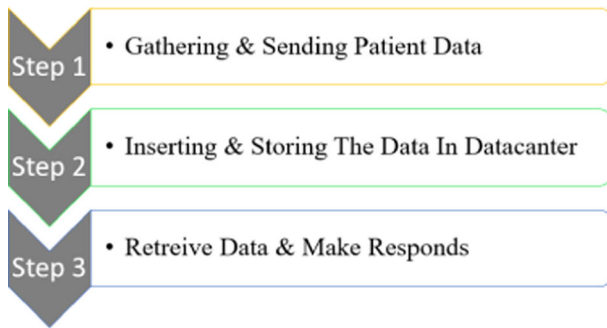 Step 1
• Gathering & Sending Patient Data
Step 2
• Inserting & Storing The Data In Datacanter
Step 3
• Retreive Data & Make Responds